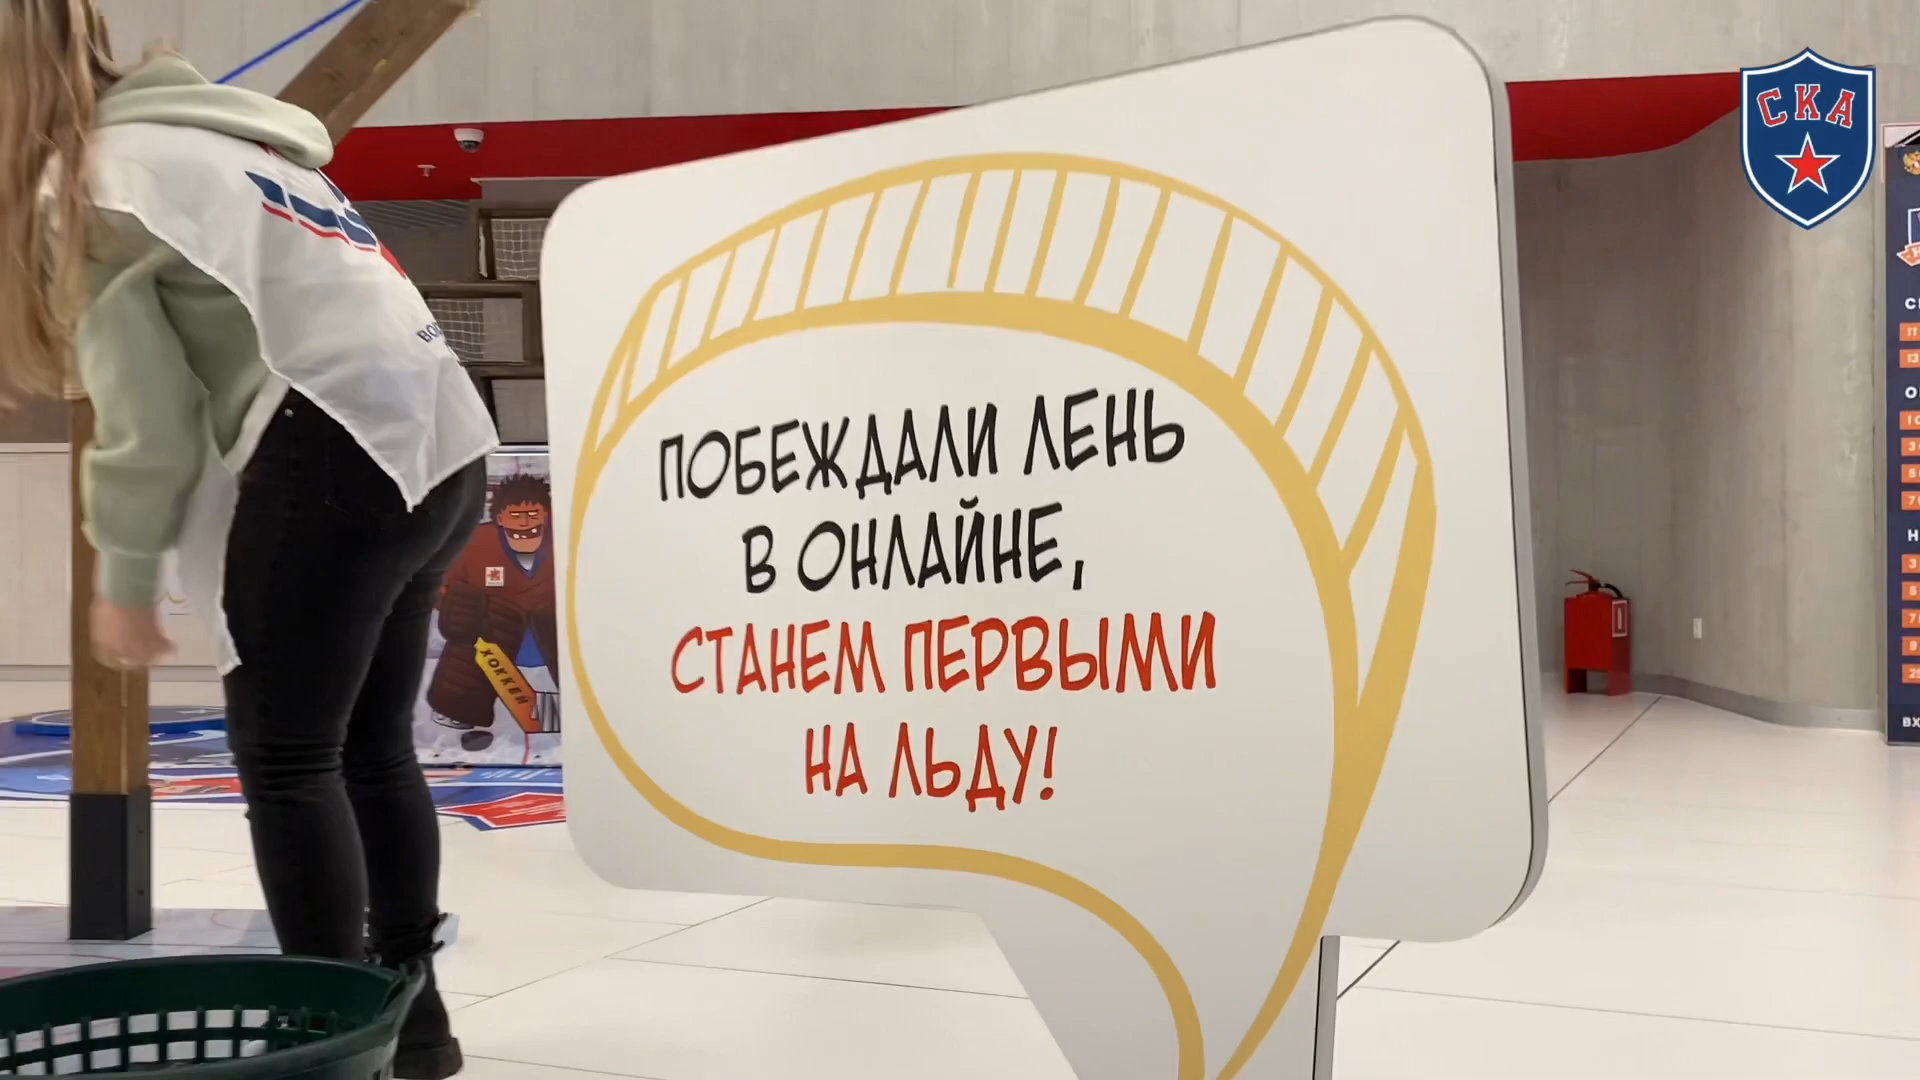 СКА
ПОБЕЖДАЛИ ЛЕНЬ
В ОНЛАЙНЕ,
СТАНЕМ ПЕРВЫМИ
НА ЛЬДУ!
ХОККЕЙ